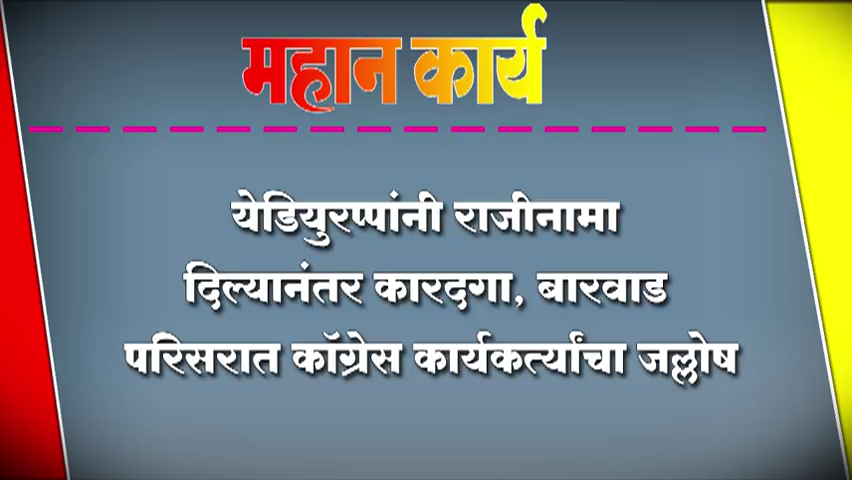 महान कार्य
येडियुरप्पांनी राजीनामा
दिल्यानंतर कारदगा, बारवाड
परिसरात कॉग्रेस कार्यकर्त्यांचा जल्लोष